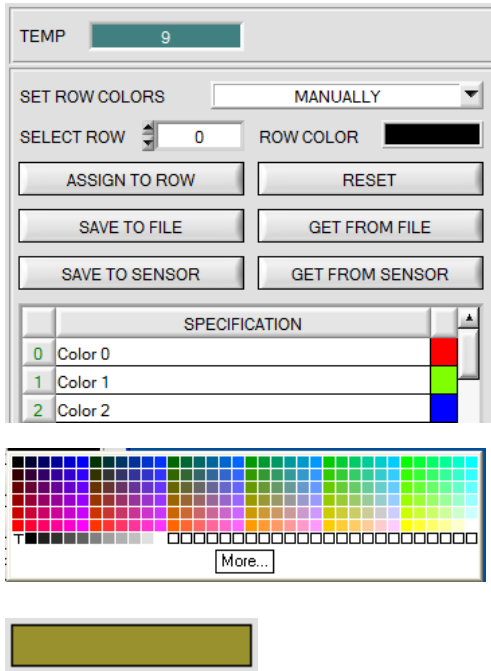 TEMP 9
SET ROW COLORS MANUALLY
SELECT ROW 0 ROW COLOR
ASSIGN TO ROW RESET
SAVE TO FILE GET FROM FILE
SAVE TO SENSOR GET FROM SENSOR
SPECIFICATION
0 Color 0
1 Color 1
2 Color 2
T
More...